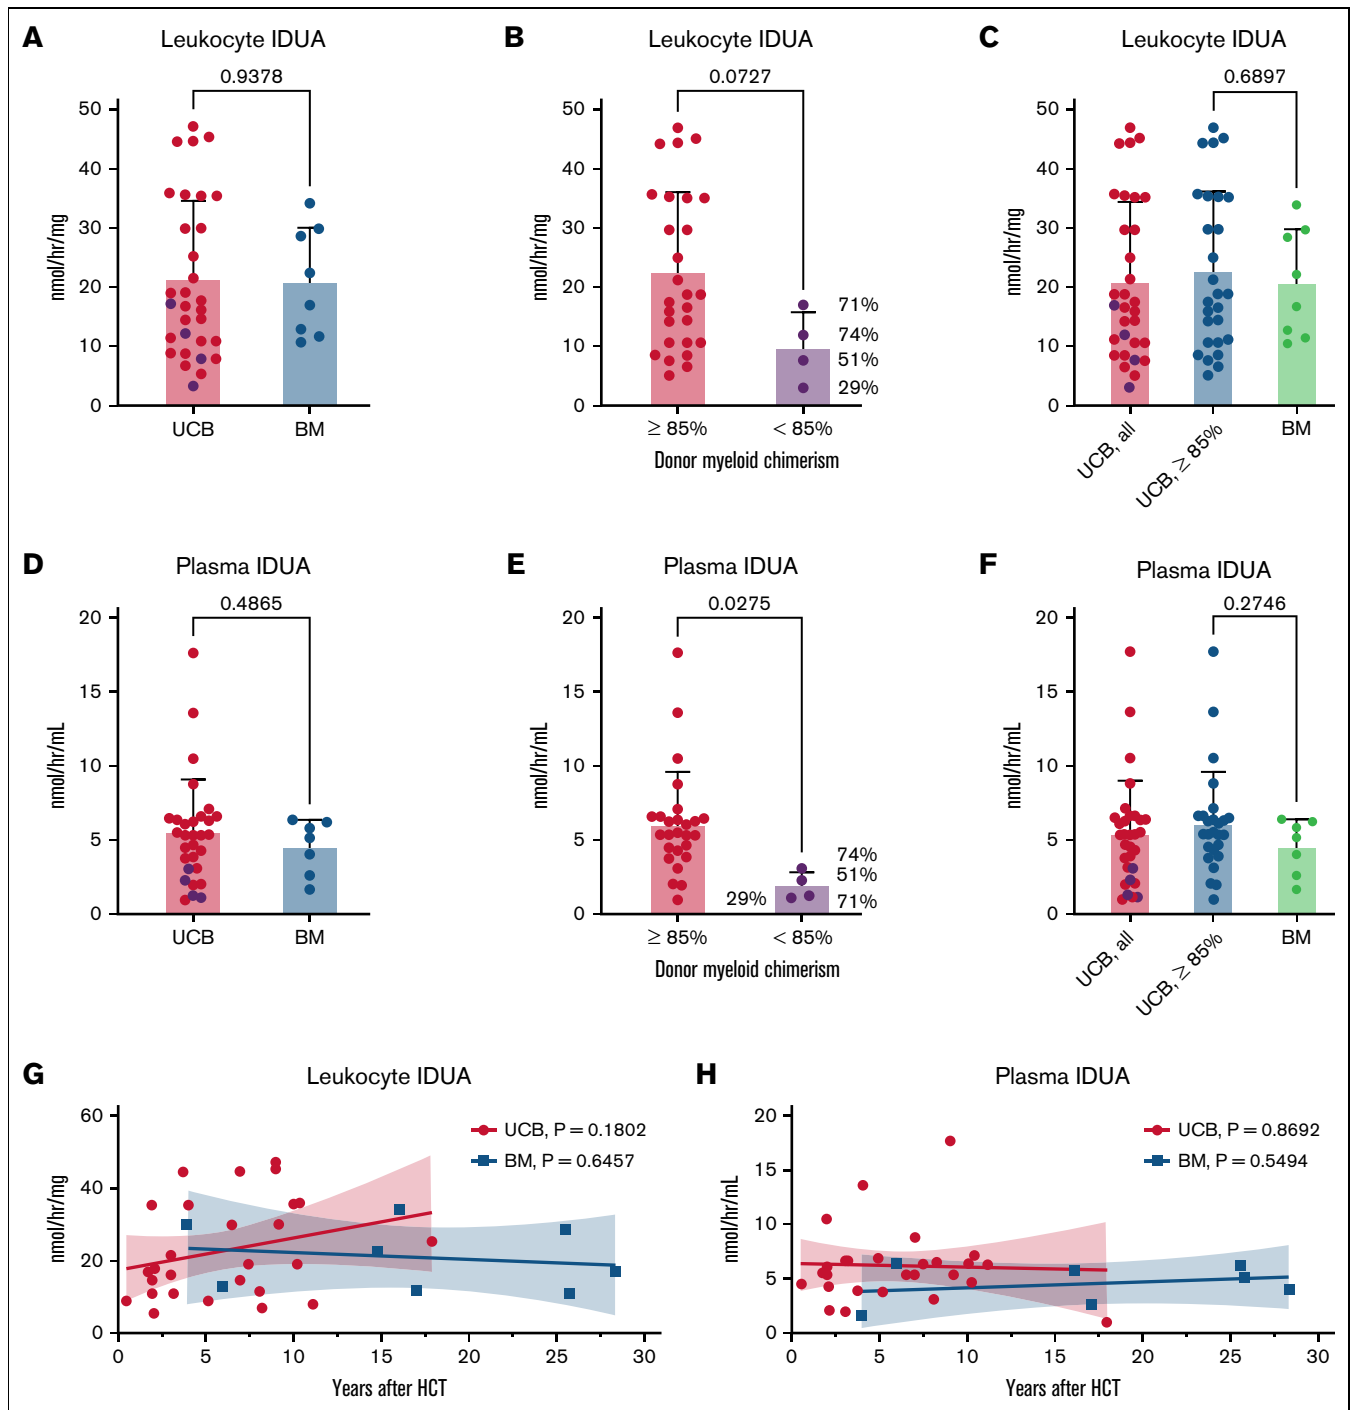 A
Leukocyte IDUA
0.9378
50
40
30
20
10
0
nmol/hr/mg
UCB
BM
B
Leukocyte IDUA
0.0727
50
40
30
20
10
0
nmol/hr/mg
71%
74%
51%
29%
≥ 85%
< 85%
Donor myeloid chimerism
C
Leukocyte IDUA
0.6897
50
40
30
20
10
0
nmol/hr/mg
UCB, all
UCB, ≥ 85%
BM
D
Plasma IDUA
0.4865
20
15
10
5
0
nmol/hr/mL
UCB
BM
E
Plasma IDUA
0.0275
20
15
10
5
0
nmol/hr/mL
74%
51%
29%
71%
≥ 85%
< 85%
Donor myeloid chimerism
F
Plasma IDUA
0.2746
20
15
10
5
0
nmol/hr/mL
UCB, all
UCB, ≥ 85%
BM
G
Leukocyte IDUA
60
40
20
0
nmol/hr/mg
UCB, P = 0.1802
BM, P = 0.6457
0 5 10 15 20 25 30
Years after HCT
H
Plasma IDUA
20
15
10
5
0
nmol/hr/mL
UCB, P = 0.8692
BM, P = 0.5494
0 5 10 15 20 25 30
Years after HCT